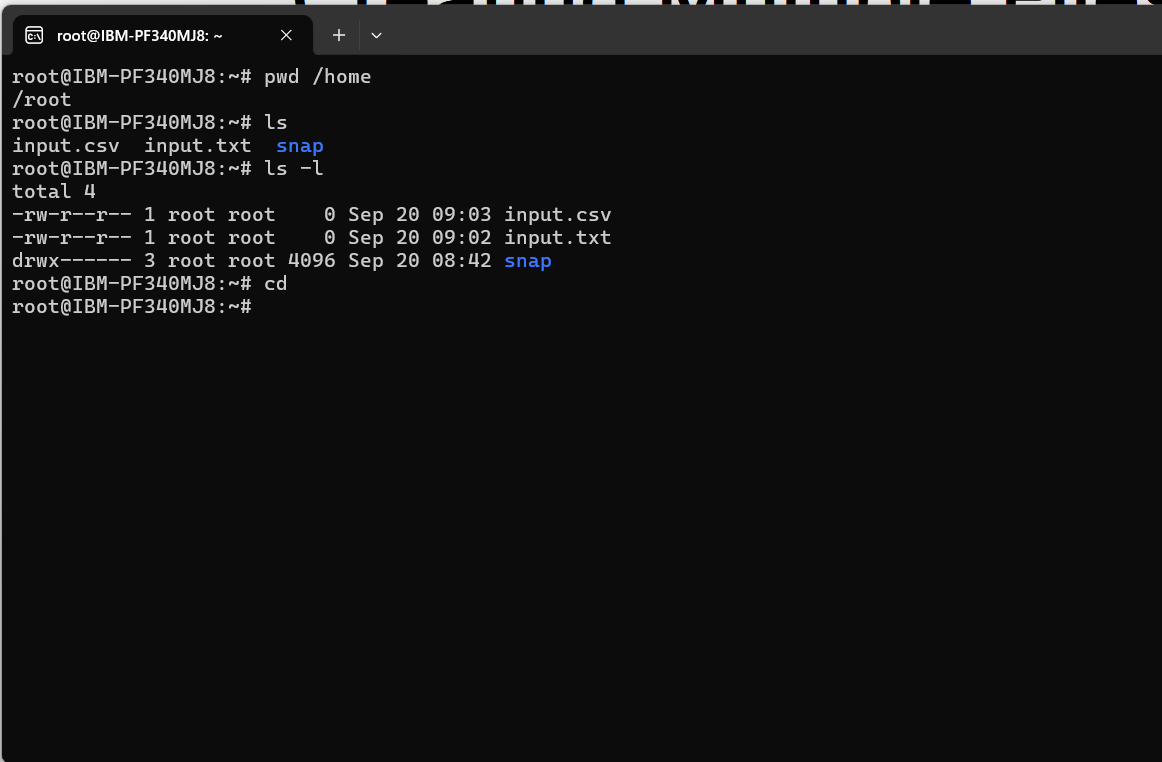 root@IBM-PF340MJ8: ~
root@IBM-PF340MJ8:~# pwd /home
/root
root@IBM-PF340MJ8:~# ls
input.csv  input.txt  snap
root@IBM-PF340MJ8:~# ls -l
total 4
-rw-r--r-- 1 root root    0 Sep 20 09:03 input.csv
-rw-r--r-- 1 root root    0 Sep 20 09:02 input.txt
drwx------ 3 root root 4096 Sep 20 08:42 snap
root@IBM-PF340MJ8:~# cd
root@IBM-PF340MJ8:~#